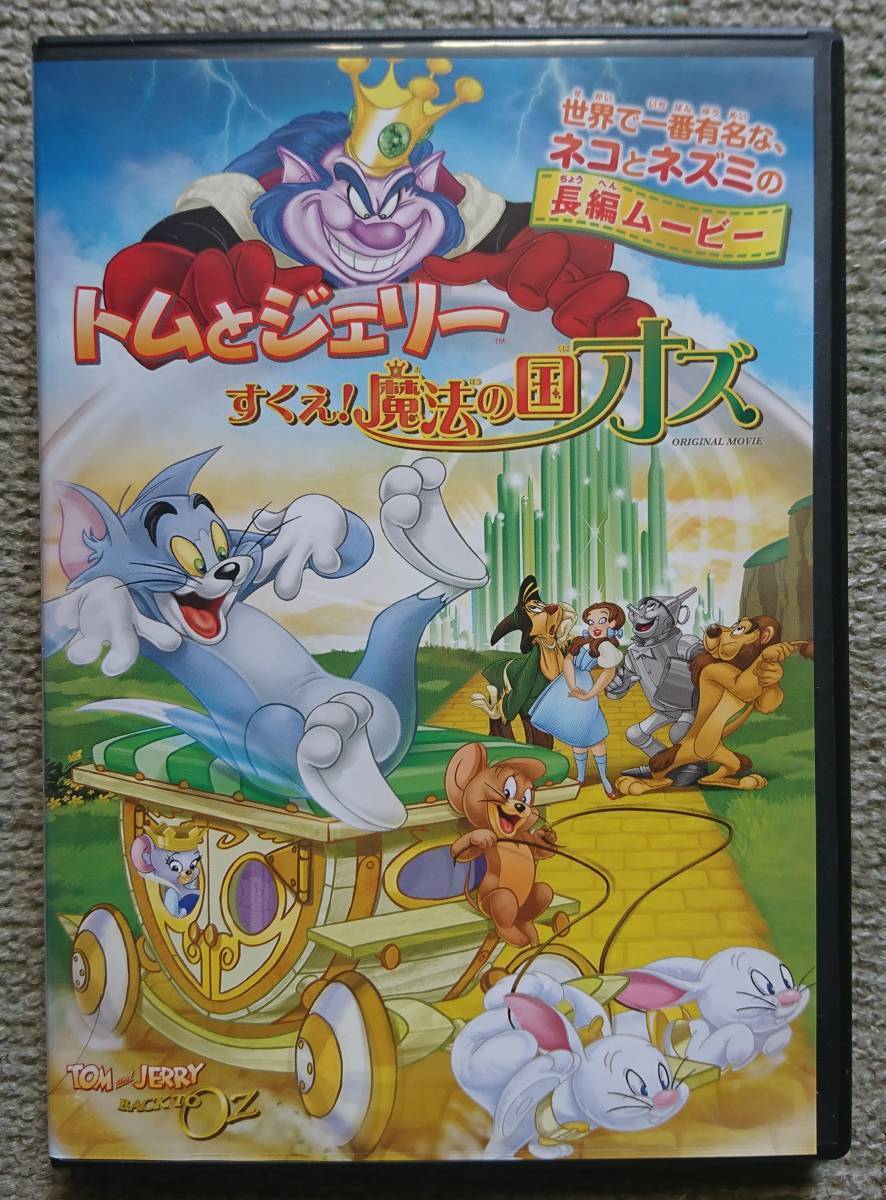 世界で一番有名な、
ネコとネズミの
長編ムービー
トムとジェリー™
すくえ!魔法の国オズ
ORIGINAL MOVIE
TOM and JERRY
BACK TO OZ